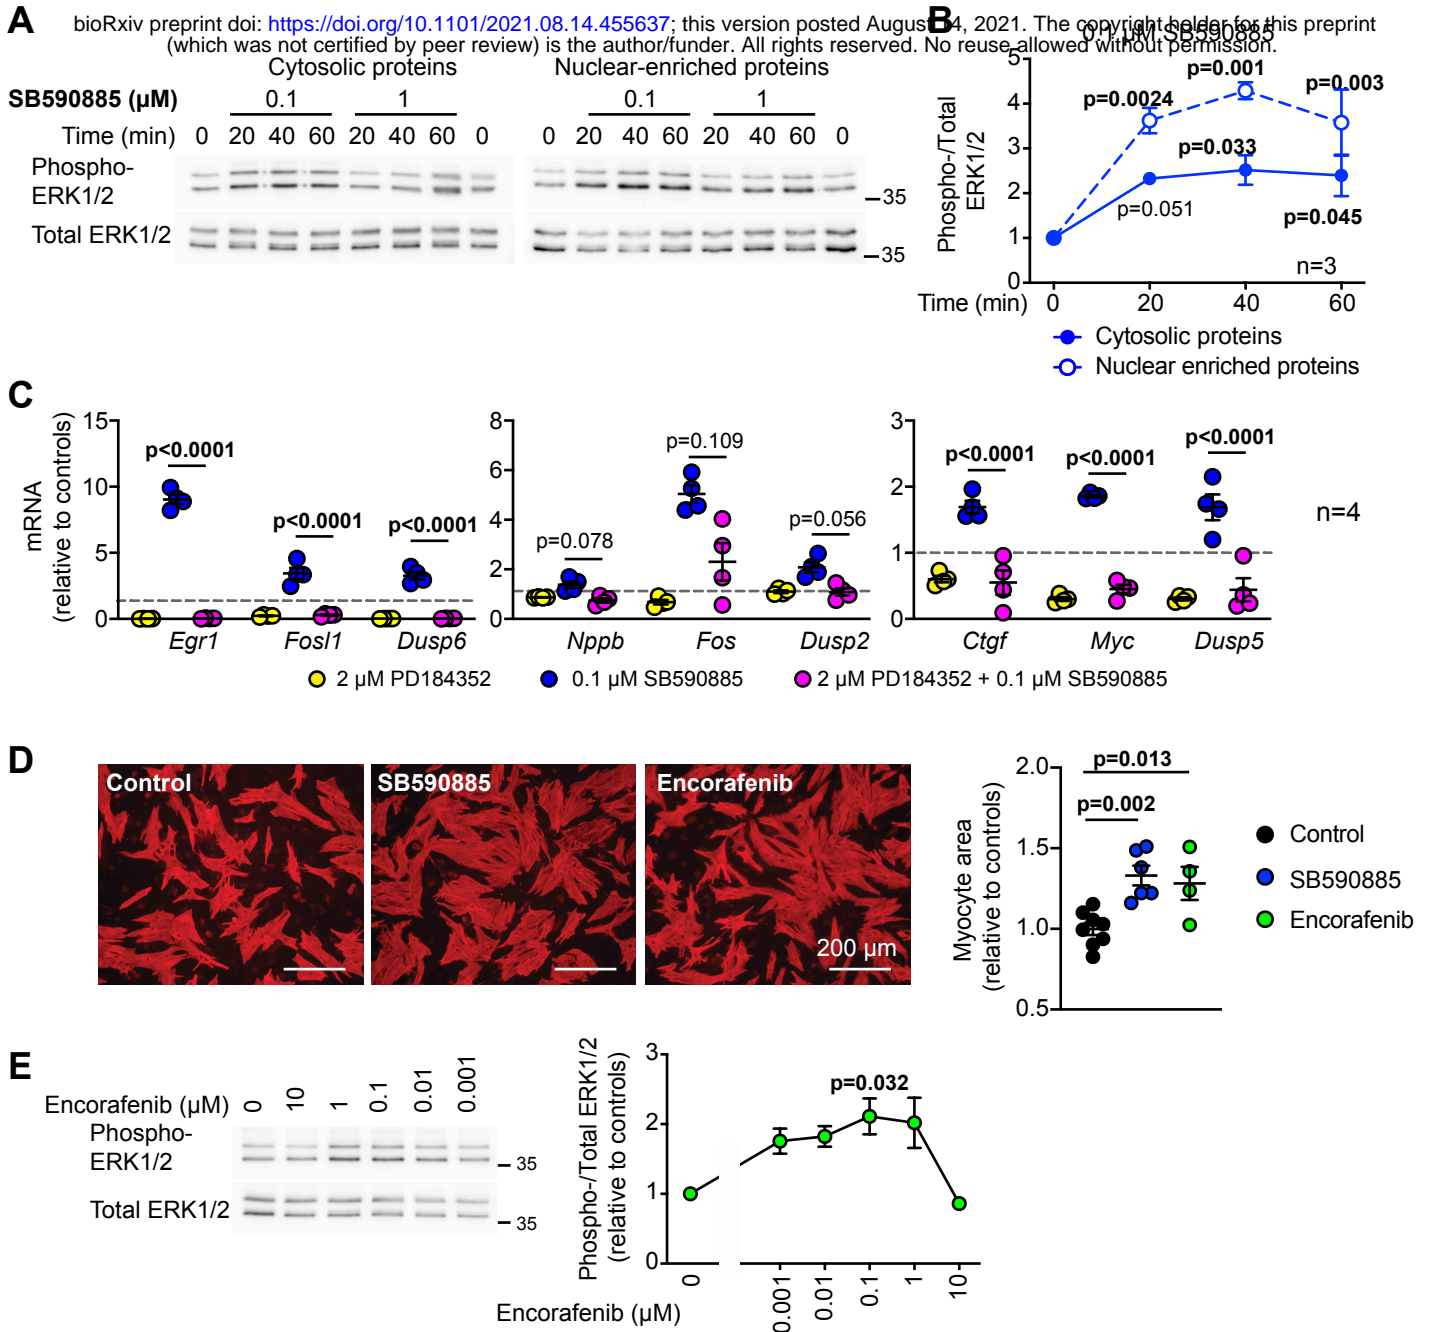 bioRxiv preprint doi: https://doi.org/10.1101/2021.08.14.455637; this version posted August 14, 2021. The copyright holder for this preprint
(which was not certified by peer review) is the author/funder. All rights reserved. No reuse allowed without permission.
A
Cytosolic proteins
Nuclear-enriched proteins
SB590885 (µM)
0.1
1
0.1
1
Time (min)
0 20 40 60 20 40 60 0
0 20 40 60 20 40 60 0
Phospho-
ERK1/2
35
Total ERK1/2
35
B
0.1 µM SB590885
Phospho-/Total
ERK1/2
5
4
3
2
1
0
p=0.0024
p=0.001
p=0.003
p=0.033
p=0.051
p=0.045
n=3
Time (min)
0 20 40 60
Cytosolic proteins
Nuclear enriched proteins
C
mRNA
(relative to controls)
15
10
5
0
p<0.0001
p<0.0001
p<0.0001
Egr1 Fosl1 Dusp6
8
6
4
2
0
p=0.078
p=0.109
p=0.056
Nppb Fos Dusp2
3
2
1
0
p<0.0001
p<0.0001
p<0.0001
Ctgf Myc Dusp5
n=4
2 µM PD184352
0.1 µM SB590885
2 µM PD184352 + 0.1 µM SB590885
D
Control
SB590885
Encorafenib
200 µm
Myocyte area
(relative to controls)
2.0
1.5
1.0
0.5
p=0.013
p=0.002
Control
SB590885
Encorafenib
E
Encorafenib (µM)
0 10 1 0.1 0.01 0.001
Phospho-
ERK1/2
35
Total ERK1/2
35
Phospho-/Total ERK1/2
(relative to controls)
3
2
1
0
p=0.032
0 0.001 0.01 0.1 1 10
Encorafenib (µM)